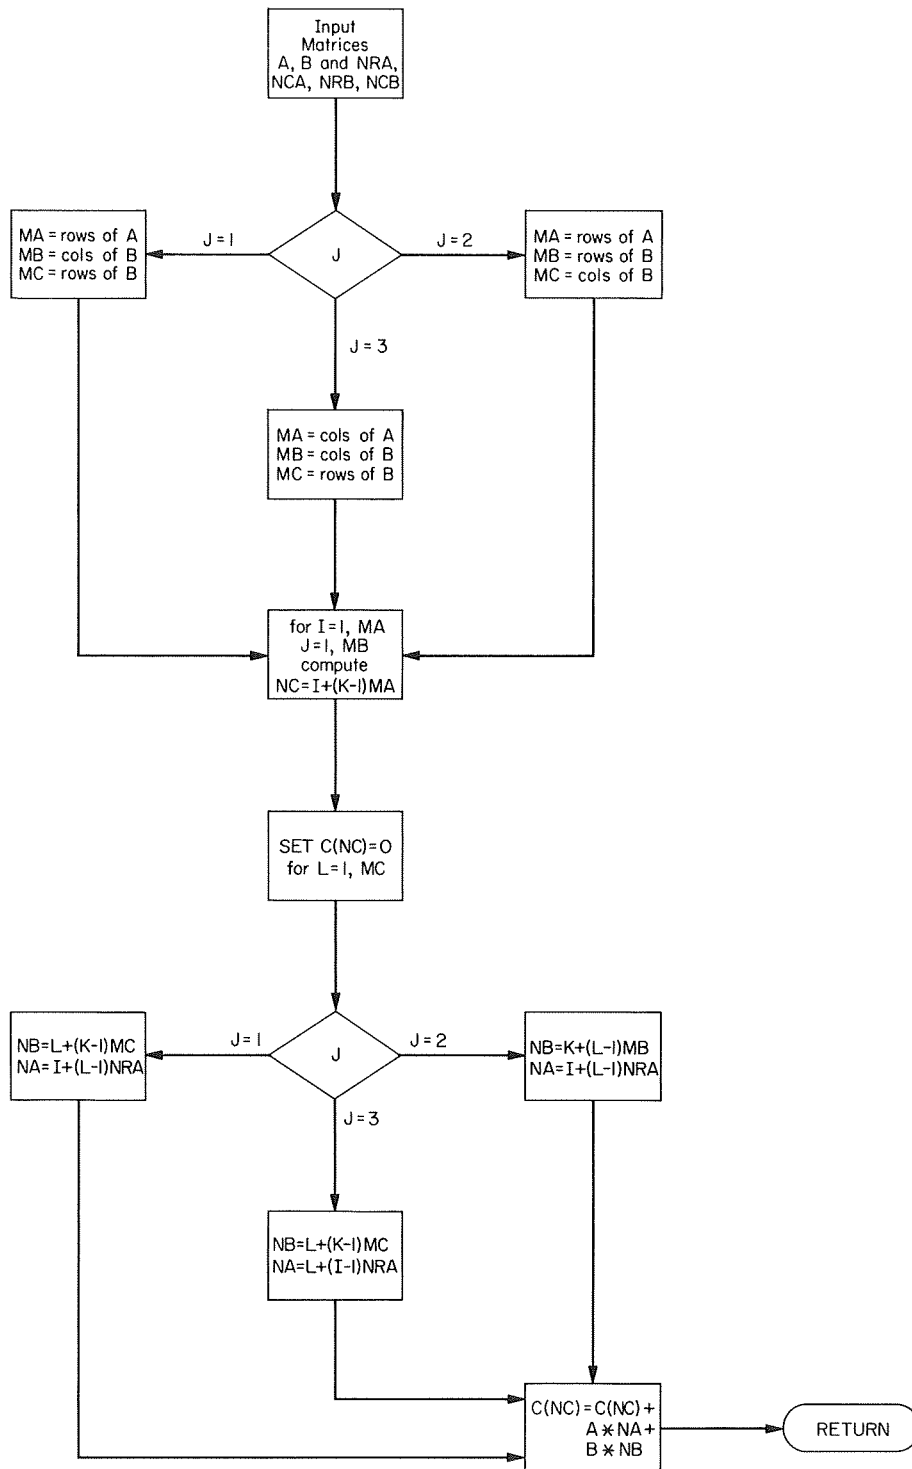 Input
Matrices
A, B and NRA,
NCA, NRB, NCB
J
J=1
J=2
J=3
MA = rows of A
MB = cols of B
MC = rows of B
MA = rows of A
MB = rows of B
MC = cols of B
MA = cols of A
MB = cols of B
MC = rows of B
for I=1, MA
J=1, MB
compute
NC=I+(K-1)MA
SET C(NC)=0
for L=1, MC
J
J=1
J=2
J=3
NB=L+(K-1)MC
NA=I+(L-1)NRA
NB=K+(L-1)MB
NA=I+(L-1)NRA
NB=L+(K-1)MC
NA=L+(I-1)NRA
C(NC)=C(NC)+
A*NA+
B*NB
RETURN